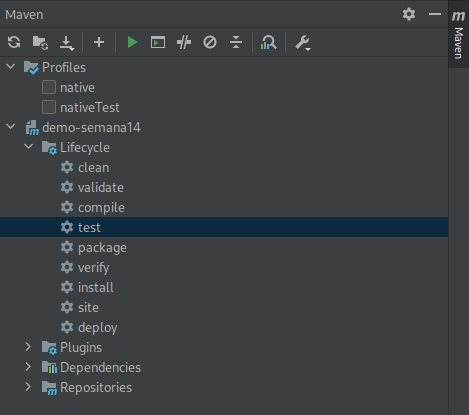 Maven
Profiles
native
nativeTest
demo-semana14
Lifecycle
clean
validate
compile
test
package
verify
install
site
deploy
Plugins
Dependencies
Repositories
m
Maven